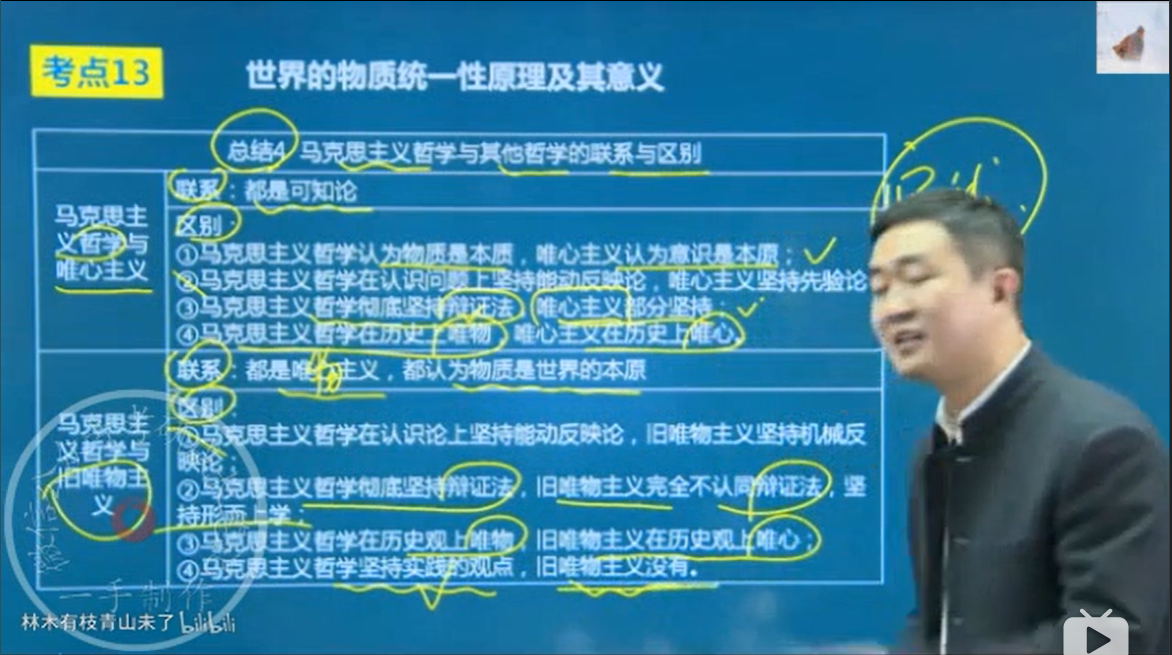 考点13
世界的物质统一性原理及其意义
总结4 马克思主义哲学与其他哲学的联系与区别
马克思主
义哲学与
唯心主义
联系：都是可知论
区别：
①马克思主义哲学认为物质是本质，唯心主义认为意识是本原；
②马克思主义哲学在认识问题上坚持能动反映论，唯心主义坚持先验论
③马克思主义哲学彻底坚持辩证法，唯心主义部分坚持；
④马克思主义哲学在历史上唯物，唯心主义在历史上唯心。
马克思主
义哲学与
旧唯物主
义
联系：都是唯物主义，都认为物质是世界的本原
区别：
①马克思主义哲学在认识论上坚持能动反映论，旧唯物主义坚持机械反
映论；
②马克思主义哲学彻底坚持辩证法，旧唯物主义完全不认同辩证法，坚
持形而上学；
③马克思主义哲学在历史观上唯物，旧唯物主义在历史观上唯心；
④马克思主义哲学坚持实践的观点，旧唯物主义没有。
一手制作
林木有枝青山未了 bilibili